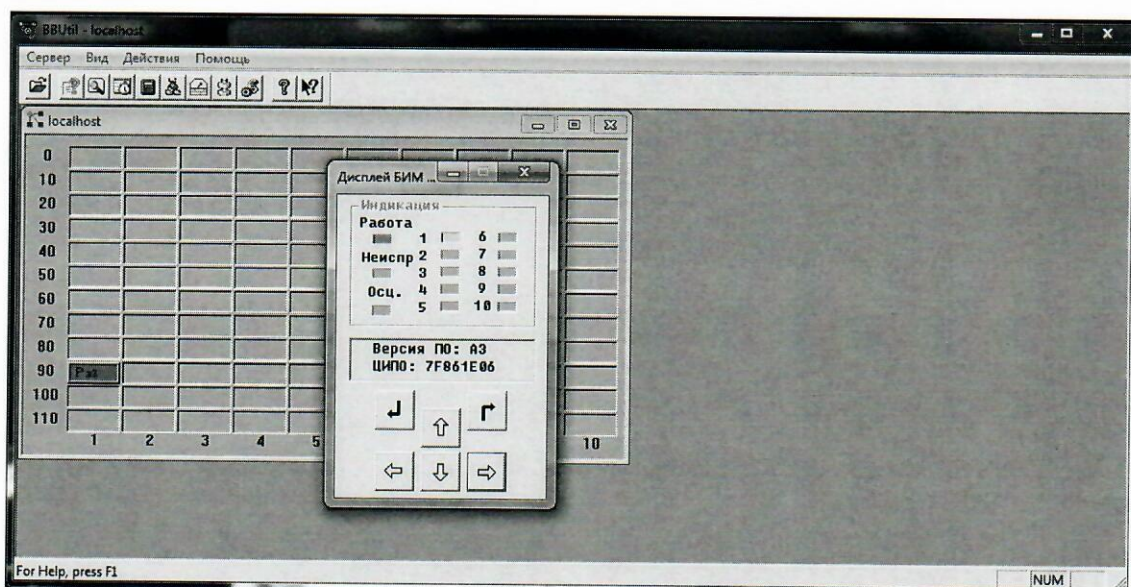 BBUtil - localhost
Сервер Вид Действия Помощь
localhost
0
10
20
30
40
50
60
70
80
90 Раз
100
110
1 2 3 4 5 10
Дисплей БИМ ...
Индикация
Работа
1 6
Неиспр 2 7
3 8
Осц. 4 9
5 10
Версия ПО: A3
ЦИПО: 7F861E06
For Help, press F1
NUM